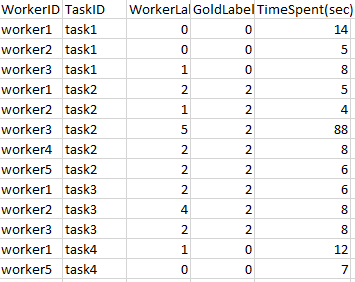 WorkerID TaskID WorkerLal GoldLabel TimeSpent(sec)
worker1 task1 0 0 14
worker2 task1 0 0 5
worker3 task1 1 0 8
worker1 task2 2 2 5
worker2 task2 1 2 4
worker3 task2 5 2 88
worker4 task2 2 2 8
worker5 task2 2 2 6
worker1 task3 2 2 6
worker2 task3 4 2 8
worker3 task3 2 2 8
worker1 task4 1 0 12
worker5 task4 0 0 7